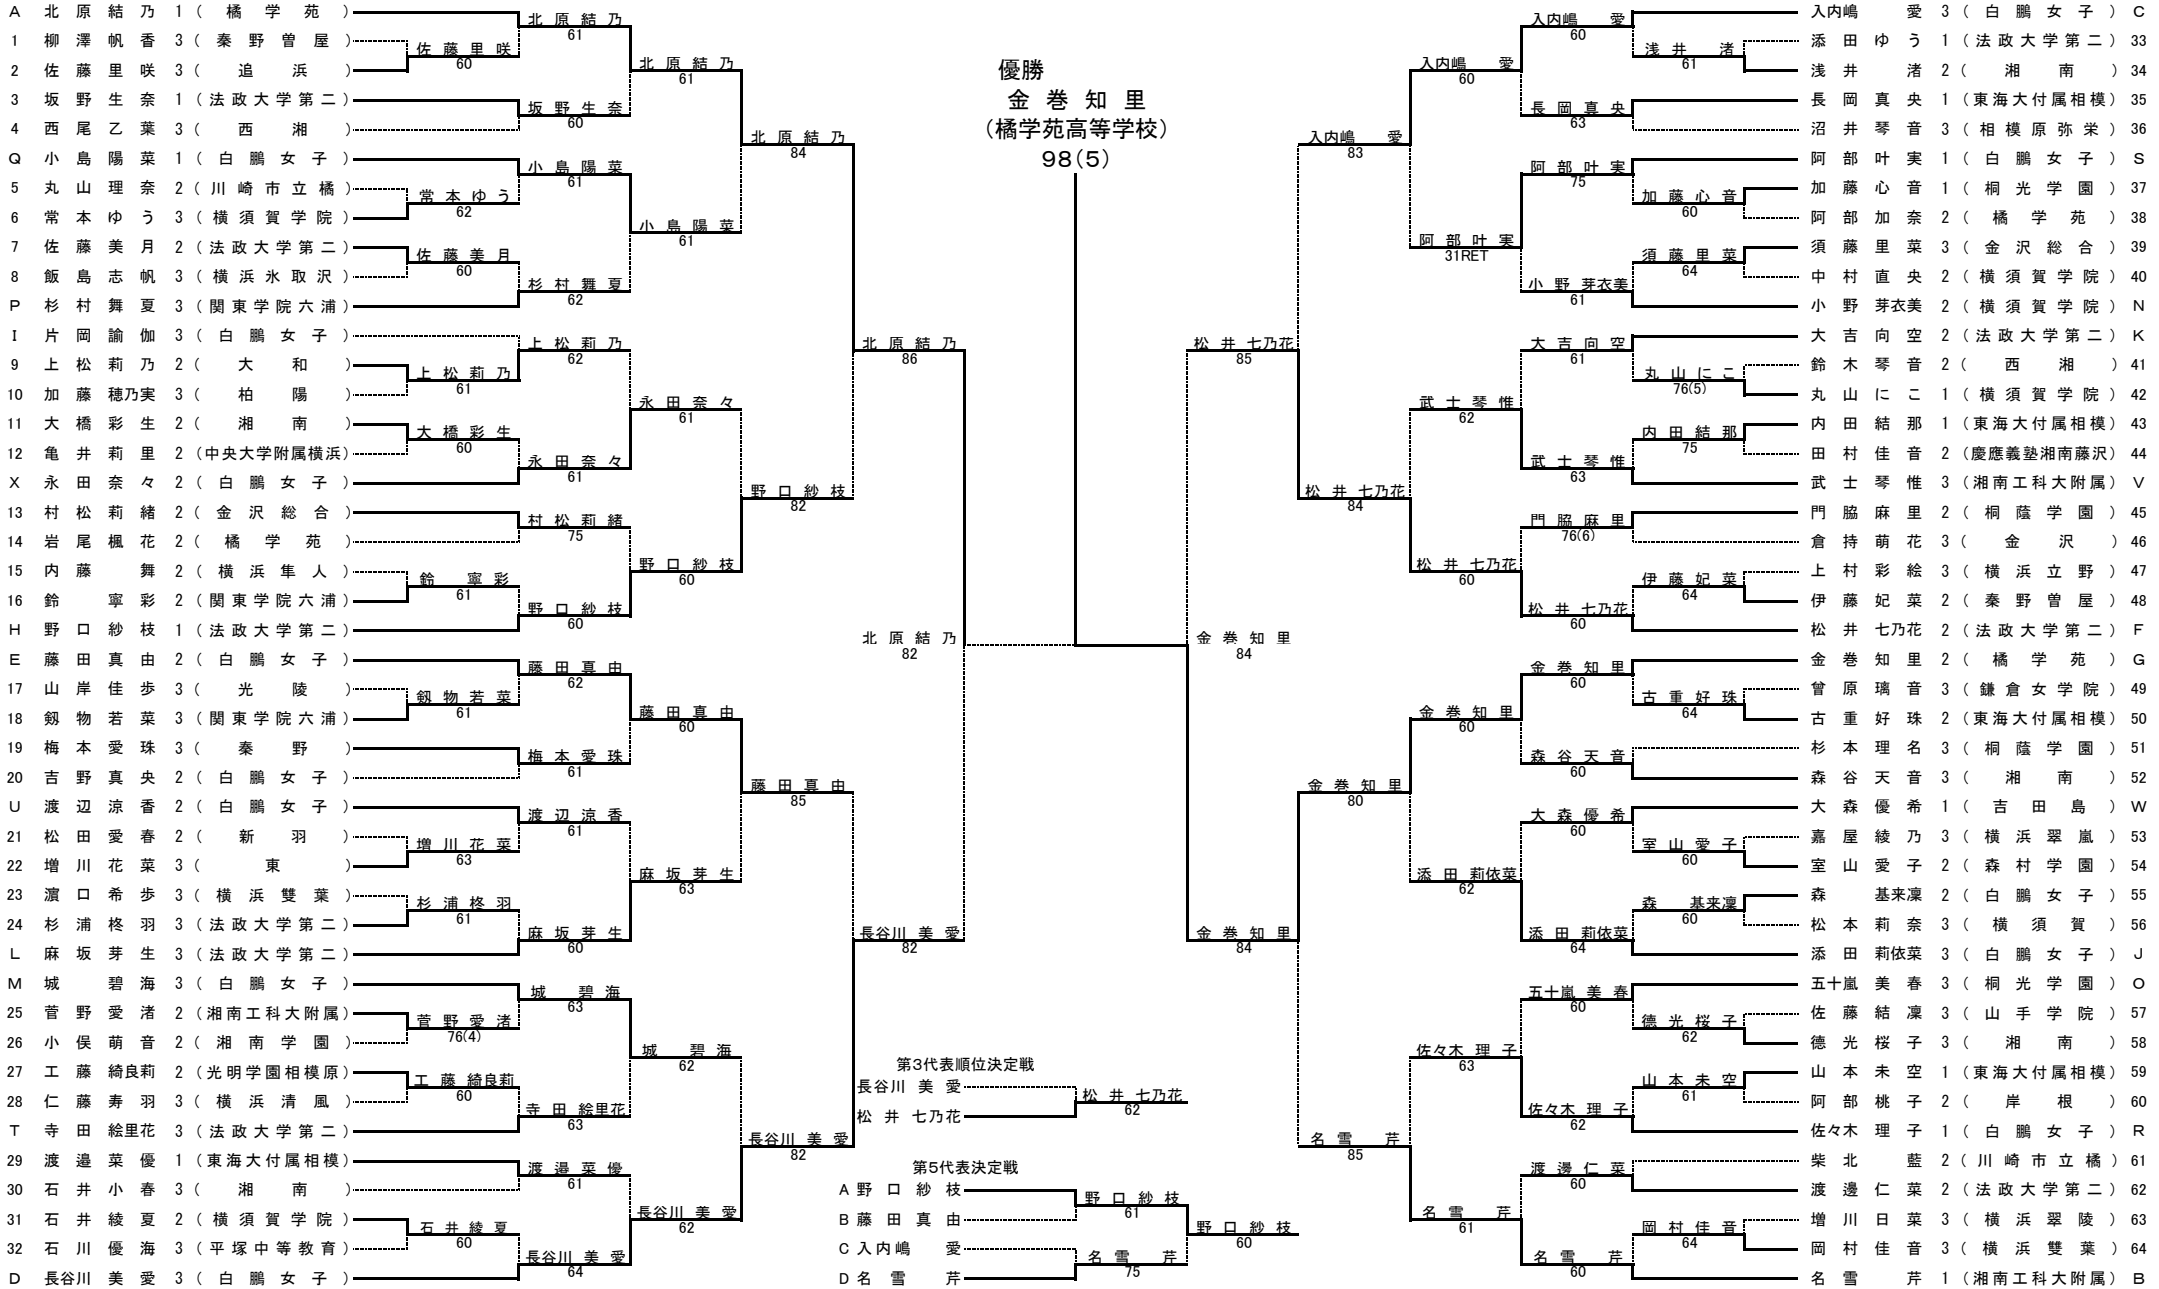 優勝
金巻知里
(橘学苑高等学校)
98(5)
A 北原結乃 1 (橘学苑)
1 柳澤帆香 3 (秦野曽屋)
2 佐藤里咲 3 (追浜)
3 坂野生奈 1 (法政大学第二)
4 西尾乙葉 3 (西湘)
Q 小島陽菜 1 (白鵬女子)
5 丸山理奈 2 (川崎市立橘)
6 常本ゆう 3 (横須賀学院)
7 佐藤美月 2 (法政大学第二)
8 飯島志帆 3 (横浜氷取沢)
P 杉村舞夏 3 (関東学院六浦)
I 片岡諭伽 3 (白鵬女子)
9 上松莉乃 2 (大和)
10 加藤穂乃実 3 (柏陽)
11 大橋彩生 2 (湘南)
12 亀井莉里 2 (中央大学附属横浜)
X 永田奈々 2 (白鵬女子)
13 村松莉緒 2 (金沢総合)
14 岩尾楓花 2 (橘学苑)
15 内藤舞 2 (横浜隼人)
16 鈴寧彩 2 (関東学院六浦)
H 野口紗枝 1 (法政大学第二)
E 藤田真由 2 (白鵬女子)
17 山岸佳歩 3 (光陵)
18 剱物若菜 3 (関東学院六浦)
19 梅本愛珠 3 (秦野)
20 吉野真央 2 (白鵬女子)
U 渡辺涼香 2 (白鵬女子)
21 松田愛春 2 (新羽)
22 増川花菜 3 (東)
23 濵口希歩 3 (横浜雙葉)
24 杉浦柊羽 3 (法政大学第二)
L 麻坂芽生 3 (法政大学第二)
M 城碧海 3 (白鵬女子)
25 菅野愛渚 2 (湘南工科大附属)
26 小俣萌音 2 (湘南学園)
27 工藤綺良莉 2 (光明学園相模原)
28 仁藤寿羽 3 (横浜清風)
T 寺田絵里花 3 (法政大学第二)
29 渡邉菜優 1 (東海大付属相模)
30 石井小春 3 (湘南)
31 石井綾夏 2 (横須賀学院)
32 石川優海 3 (平塚中等教育)
D 長谷川美愛 3 (白鵬女子)
佐藤里咲
60
常本ゆう
62
佐藤美月
60
上松莉乃
61
大橋彩生
60
鈴寧彩
61
剱物若菜
61
増川花菜
63
杉浦柊羽
61
菅野愛渚
76(4)
工藤綺良莉
60
石井綾夏
60
北原結乃
61
坂野生奈
60
小島陽菜
61
杉村舞夏
62
上松莉乃
62
永田奈々
61
村松莉緒
75
野口紗枝
60
藤田真由
62
梅本愛珠
61
渡辺涼香
61
麻坂芽生
60
城碧海
63
寺田絵里花
63
渡邉菜優
61
長谷川美愛
64
北原結乃
61
小島陽菜
61
永田奈々
61
野口紗枝
60
藤田真由
60
麻坂芽生
63
城碧海
62
長谷川美愛
62
北原結乃
84
野口紗枝
82
藤田真由
85
長谷川美愛
82
北原結乃
86
長谷川美愛
82
北原結乃
82
金巻知里
84
松井七乃花
85
金巻知里
84
入内嶋愛
83
松井七乃花
84
金巻知里
80
名雪芹
85
入内嶋愛
60
阿部叶実
31RET
武士琴惟
62
松井七乃花
60
金巻知里
60
添田莉依菜
62
佐々木理子
63
名雪芹
61
入内嶋愛
60
長岡真央
63
阿部叶実
75
小野芽衣美
61
大吉向空
61
武士琴惟
63
門脇麻里
76(6)
松井七乃花
60
金巻知里
60
森谷天音
60
大森優希
60
添田莉依菜
64
五十嵐美春
60
佐々木理子
62
渡邊仁菜
60
名雪芹
60
浅井渚
61
加藤心音
60
須藤里菜
64
丸山にこ
76(5)
内田結那
75
伊藤妃菜
64
古重好珠
64
室山愛子
60
森基来凜
60
德光桜子
62
山本未空
61
岡村佳音
64
入内嶋愛 3 (白鵬女子) C
添田ゆう 1 (法政大学第二) 33
浅井渚 2 (湘南) 34
長岡真央 1 (東海大付属相模) 35
沼井琴音 3 (相模原弥栄) 36
阿部叶実 1 (白鵬女子) S
加藤心音 1 (桐光学園) 37
阿部加奈 2 (橘学苑) 38
須藤里菜 3 (金沢総合) 39
中村直央 2 (横須賀学院) 40
小野芽衣美 2 (横須賀学院) N
大吉向空 2 (法政大学第二) K
鈴木琴音 2 (西湘) 41
丸山にこ 1 (横須賀学院) 42
内田結那 1 (東海大付属相模) 43
田村佳音 2 (慶應義塾湘南藤沢) 44
武士琴惟 3 (湘南工科大附属) V
門脇麻里 2 (桐蔭学園) 45
倉持萌花 3 (金沢) 46
上村彩絵 3 (横浜立野) 47
伊藤妃菜 2 (秦野曽屋) 48
松井七乃花 2 (法政大学第二) F
金巻知里 2 (橘学苑) G
曾原璃音 3 (鎌倉女学院) 49
古重好珠 2 (東海大付属相模) 50
杉本理名 3 (桐蔭学園) 51
森谷天音 3 (湘南) 52
大森優希 1 (吉田島) W
嘉屋綾乃 3 (横浜翠嵐) 53
室山愛子 2 (森村学園) 54
森基来凜 2 (白鵬女子) 55
松本莉奈 3 (横須賀) 56
添田莉依菜 3 (白鵬女子) J
五十嵐美春 3 (桐光学園) O
佐藤結凜 3 (山手学院) 57
德光桜子 3 (湘南) 58
山本未空 1 (東海大付属相模) 59
阿部桃子 2 (岸根) 60
佐々木理子 1 (白鵬女子) R
柴北藍 2 (川崎市立橘) 61
渡邊仁菜 2 (法政大学第二) 62
増川日菜 3 (横浜翠陵) 63
岡村佳音 3 (横浜雙葉) 64
名雪芹 1 (湘南工科大附属) B
第3代表順位決定戦
長谷川美愛
松井七乃花
松井七乃花
62
第5代表決定戦
A 野口紗枝
B 藤田真由
C 入内嶋愛
D 名雪芹
野口紗枝
61
名雪芹
75
野口紗枝
60